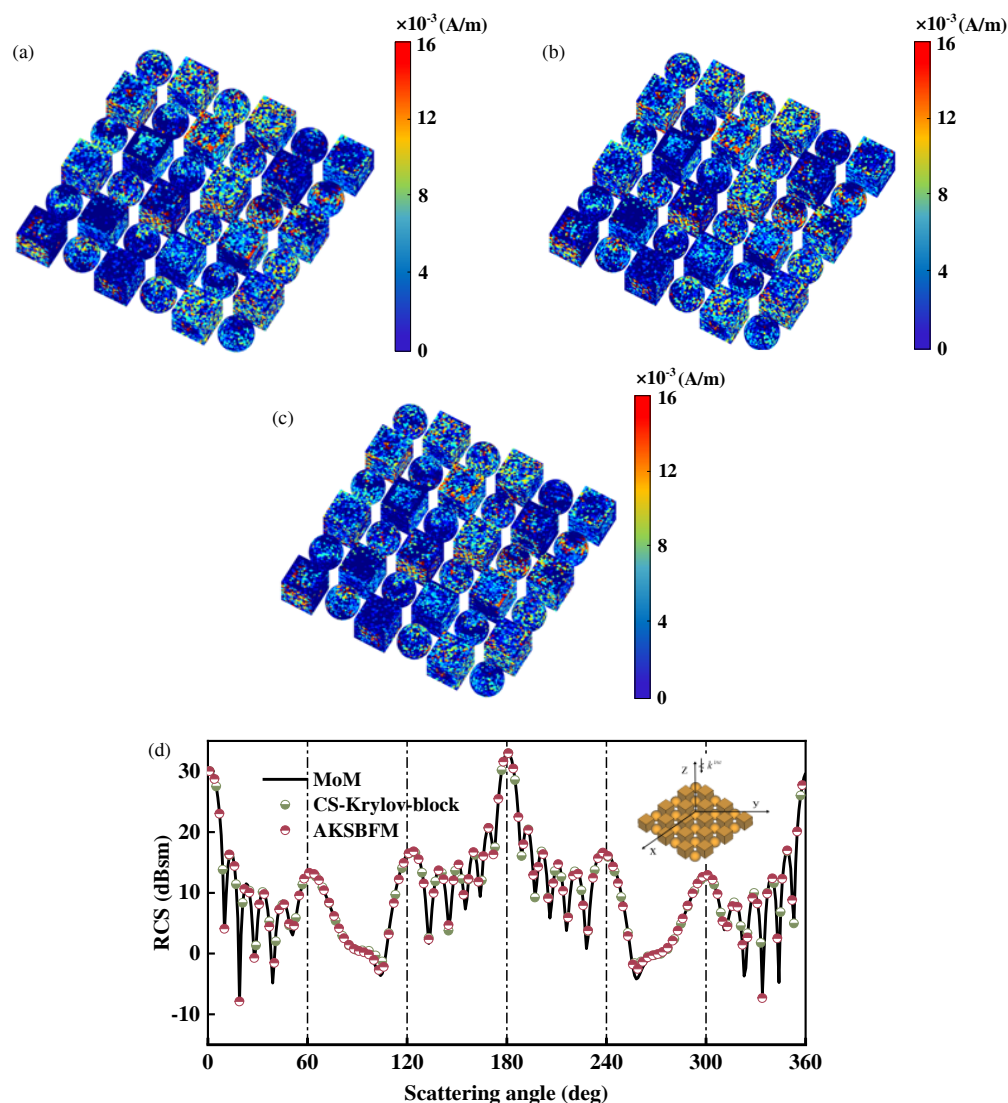 ×10⁻³ (A/m)
(a)
16
12
8
4
0
×10⁻³ (A/m)
(b)
16
12
8
4
0
×10⁻³ (A/m)
(c)
16
12
8
4
0
(d)
RCS (dBsm)
30
20
10
0
-10
MoM
CS-Krylov-block
AKSBFM
Z
k̂ⁱⁿᶜ
y
X
0 60 120 180 240 300 360
Scattering angle (deg)